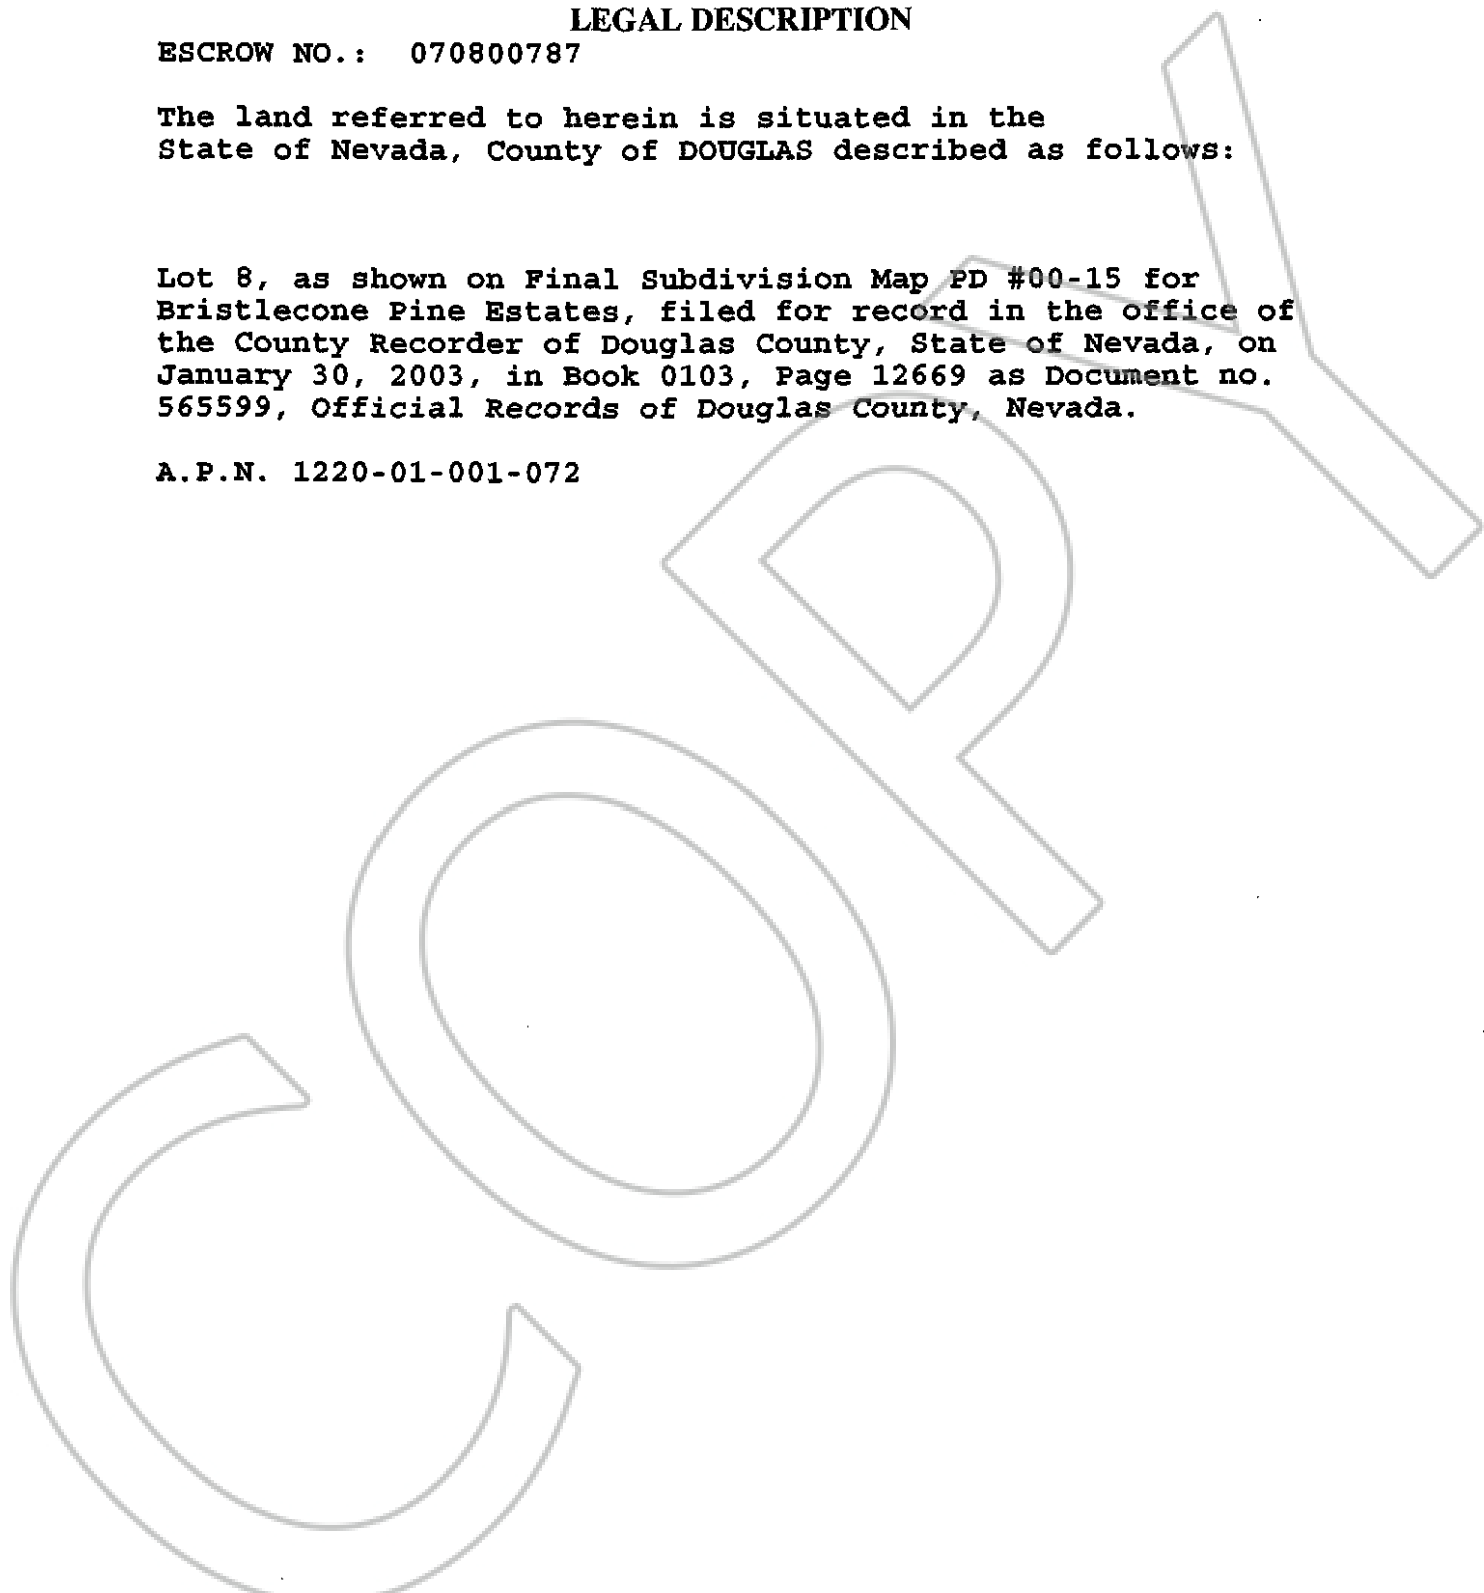 LEGAL DESCRIPTION
ESCROW NO.: 070800787
The land referred to herein is situated in the
State of Nevada, County of DOUGLAS described as follows:
Lot 8, as shown on Final Subdivision Map PD #00-15 for
Bristlecone Pine Estates, filed for record in the office of
the County Recorder of Douglas County, State of Nevada, on
January 30, 2003, in Book 0103, Page 12669 as Document no.
565599, Official Records of Douglas County, Nevada.
A.P.N. 1220-01-001-072
COPY